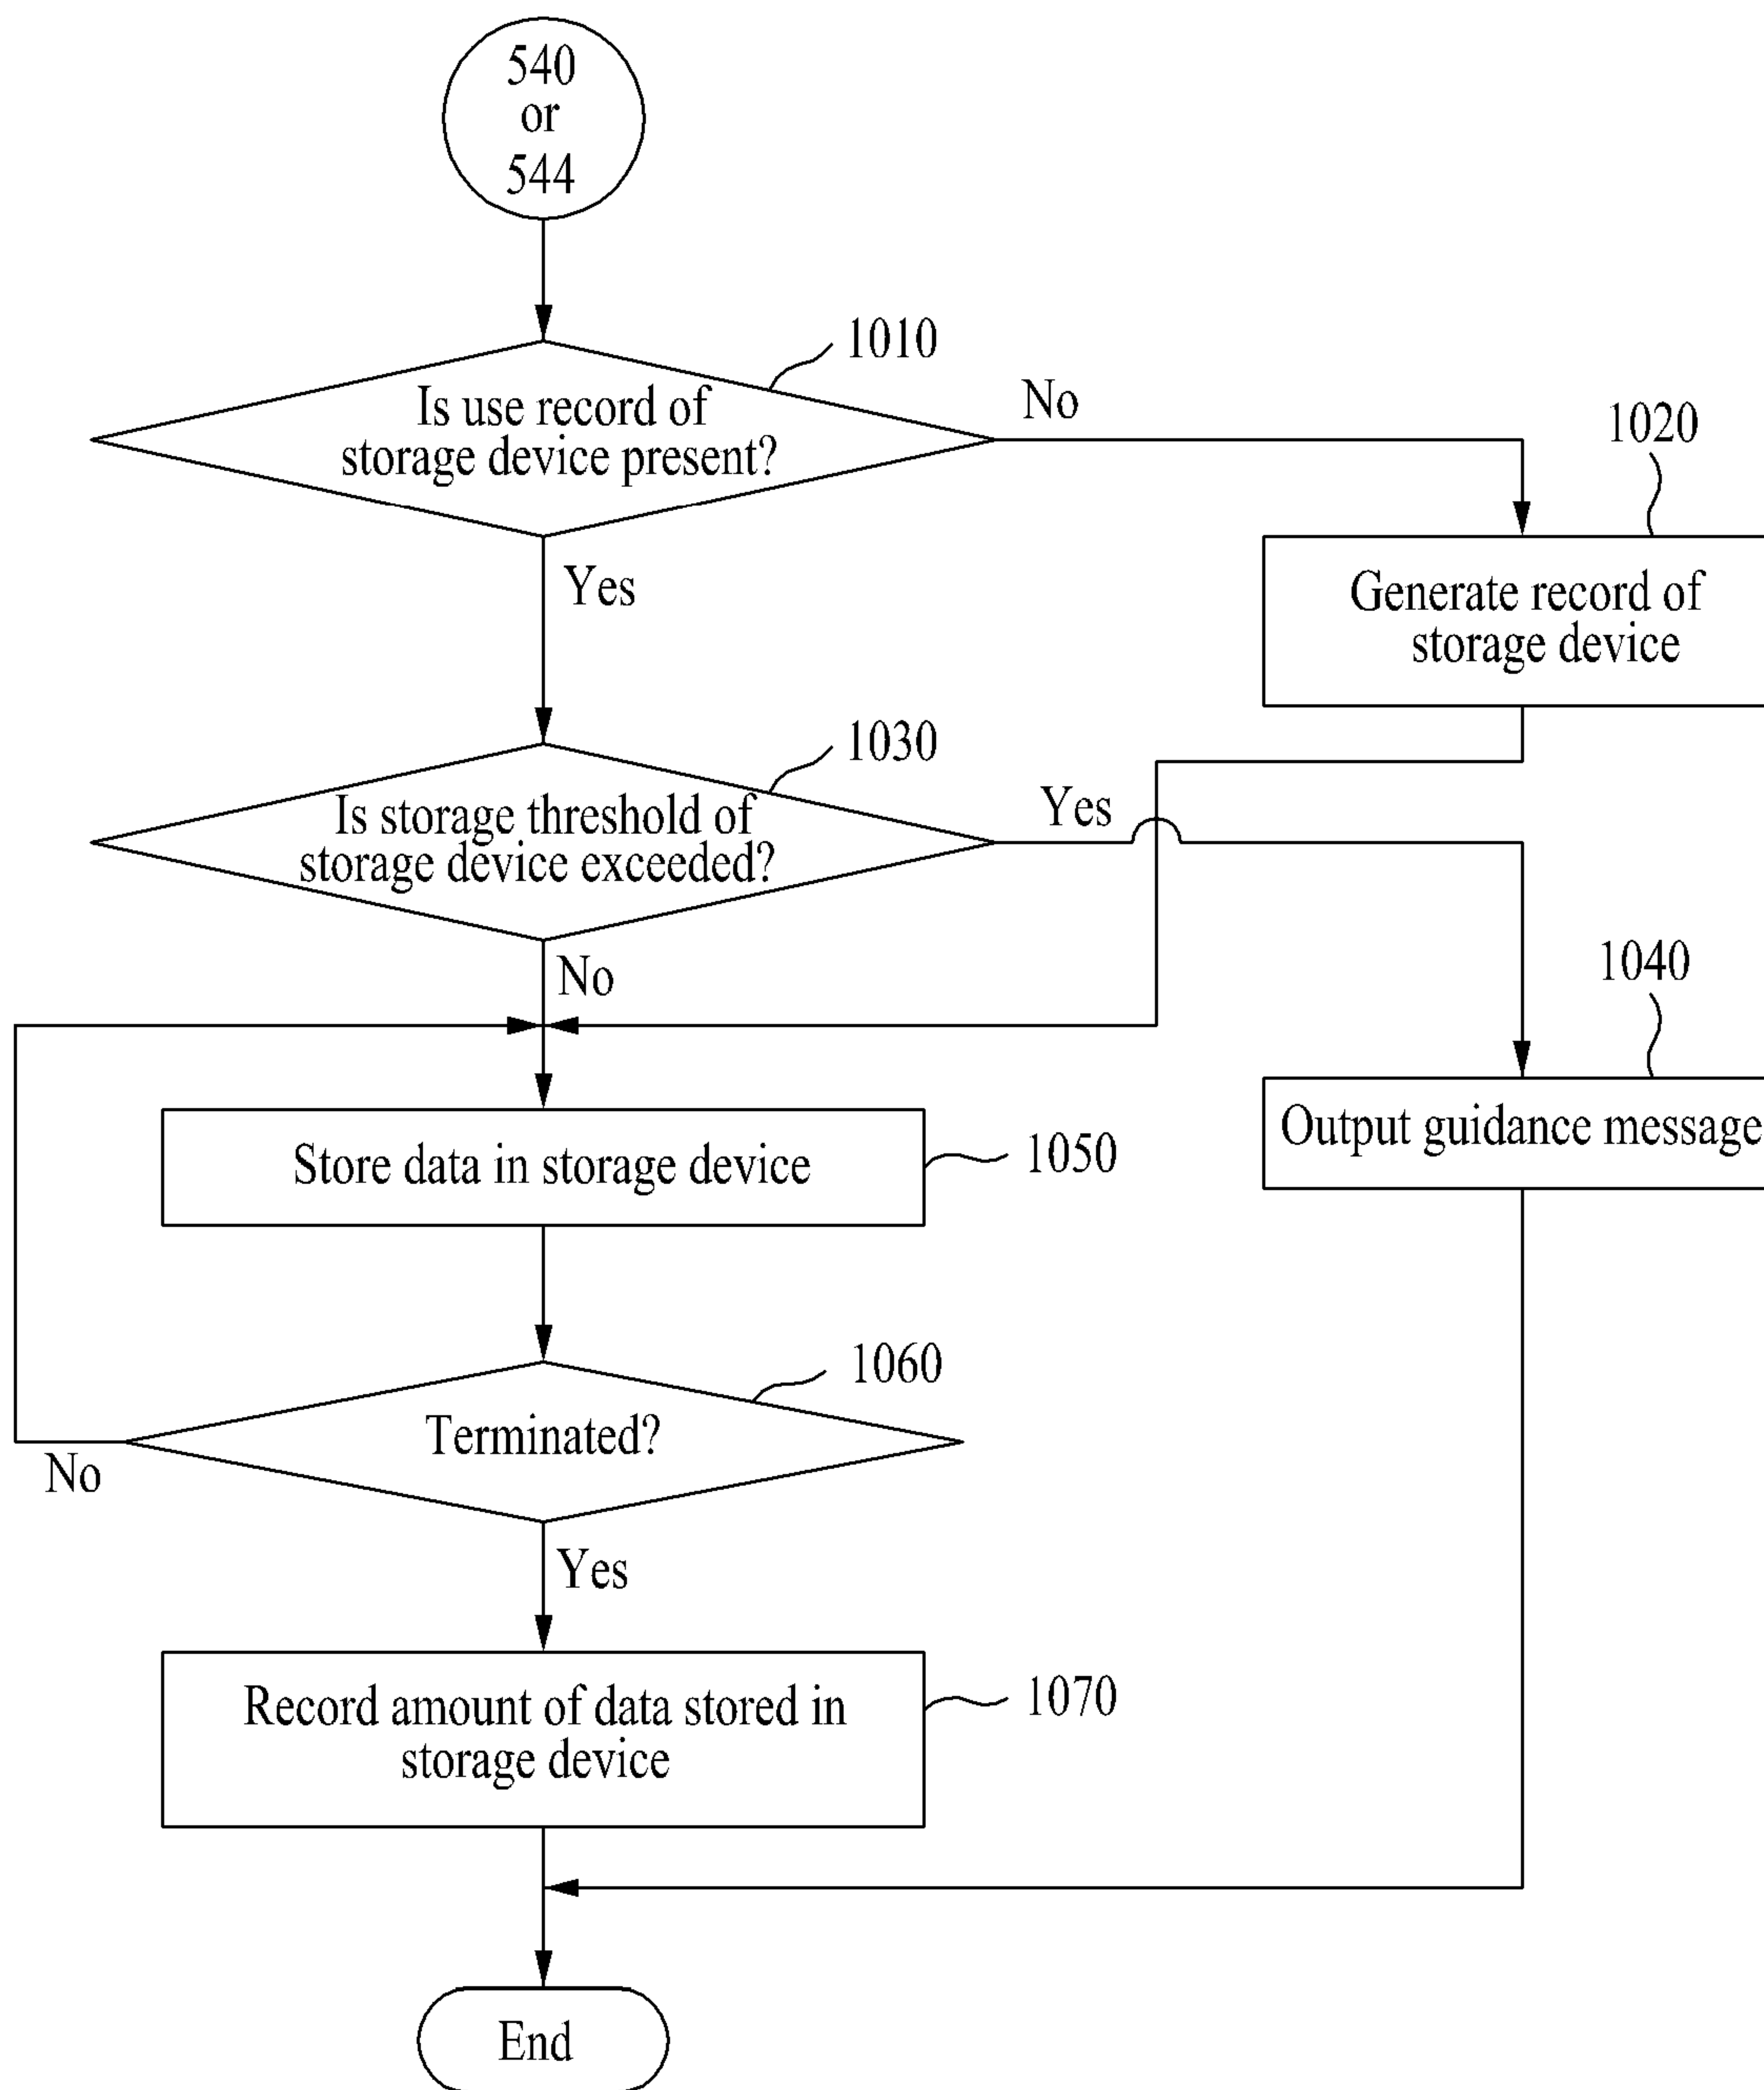 540
or
544
1010
Is use record of
storage device present?
No
1020
Yes
Generate record of
storage device
1030
Is storage threshold of
storage device exceeded?
Yes
No
1040
Output guidance message
Store data in storage device
1050
1060
Terminated?
No
Yes
Record amount of data stored in
storage device
1070
End